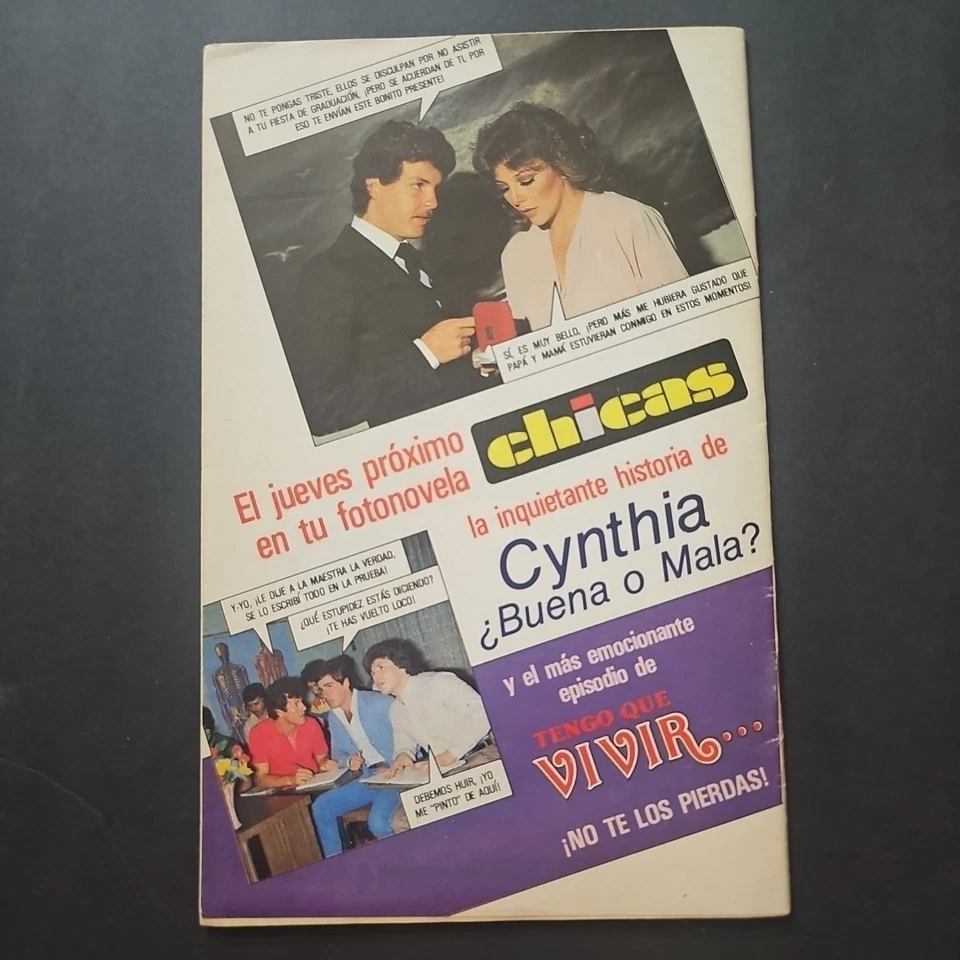 NO TE PONGAS TRISTE, ELLOS SE DISCULPAN POR NO ASISTIR
A TU FIESTA DE GRADUACIÓN, ¡PERO SE ACUERDAN DE TI, POR
ESO TE ENVÍAN ESTE BONITO PRESENTE!
SÍ, ES MUY BELLO, ¡PERO MÁS ME HUBIERA GUSTADO QUE
PAPÁ Y MAMÁ ESTUVIERAN CONMIGO EN ESTOS MOMENTOS!
El jueves próximo
en tu fotonovela
chicas
la inquietante historia de
Cynthia
¿Buena o Mala?
Y-YO, ¡LE DIJE A LA MAESTRA LA VERDAD,
SE LO ESCRIBÍ TODO EN LA PRUEBA!
¿QUÉ ESTUPIDEZ ESTÁS DICIENDO?
¡TE HAS VUELTO LOCO!
DEBEMOS HUIR, ¡YO
ME "PINTO" DE AQUÍ!
y el más emocionante
episodio de
TENGO QUE
VIVIR...
¡NO TE LOS PIERDAS!